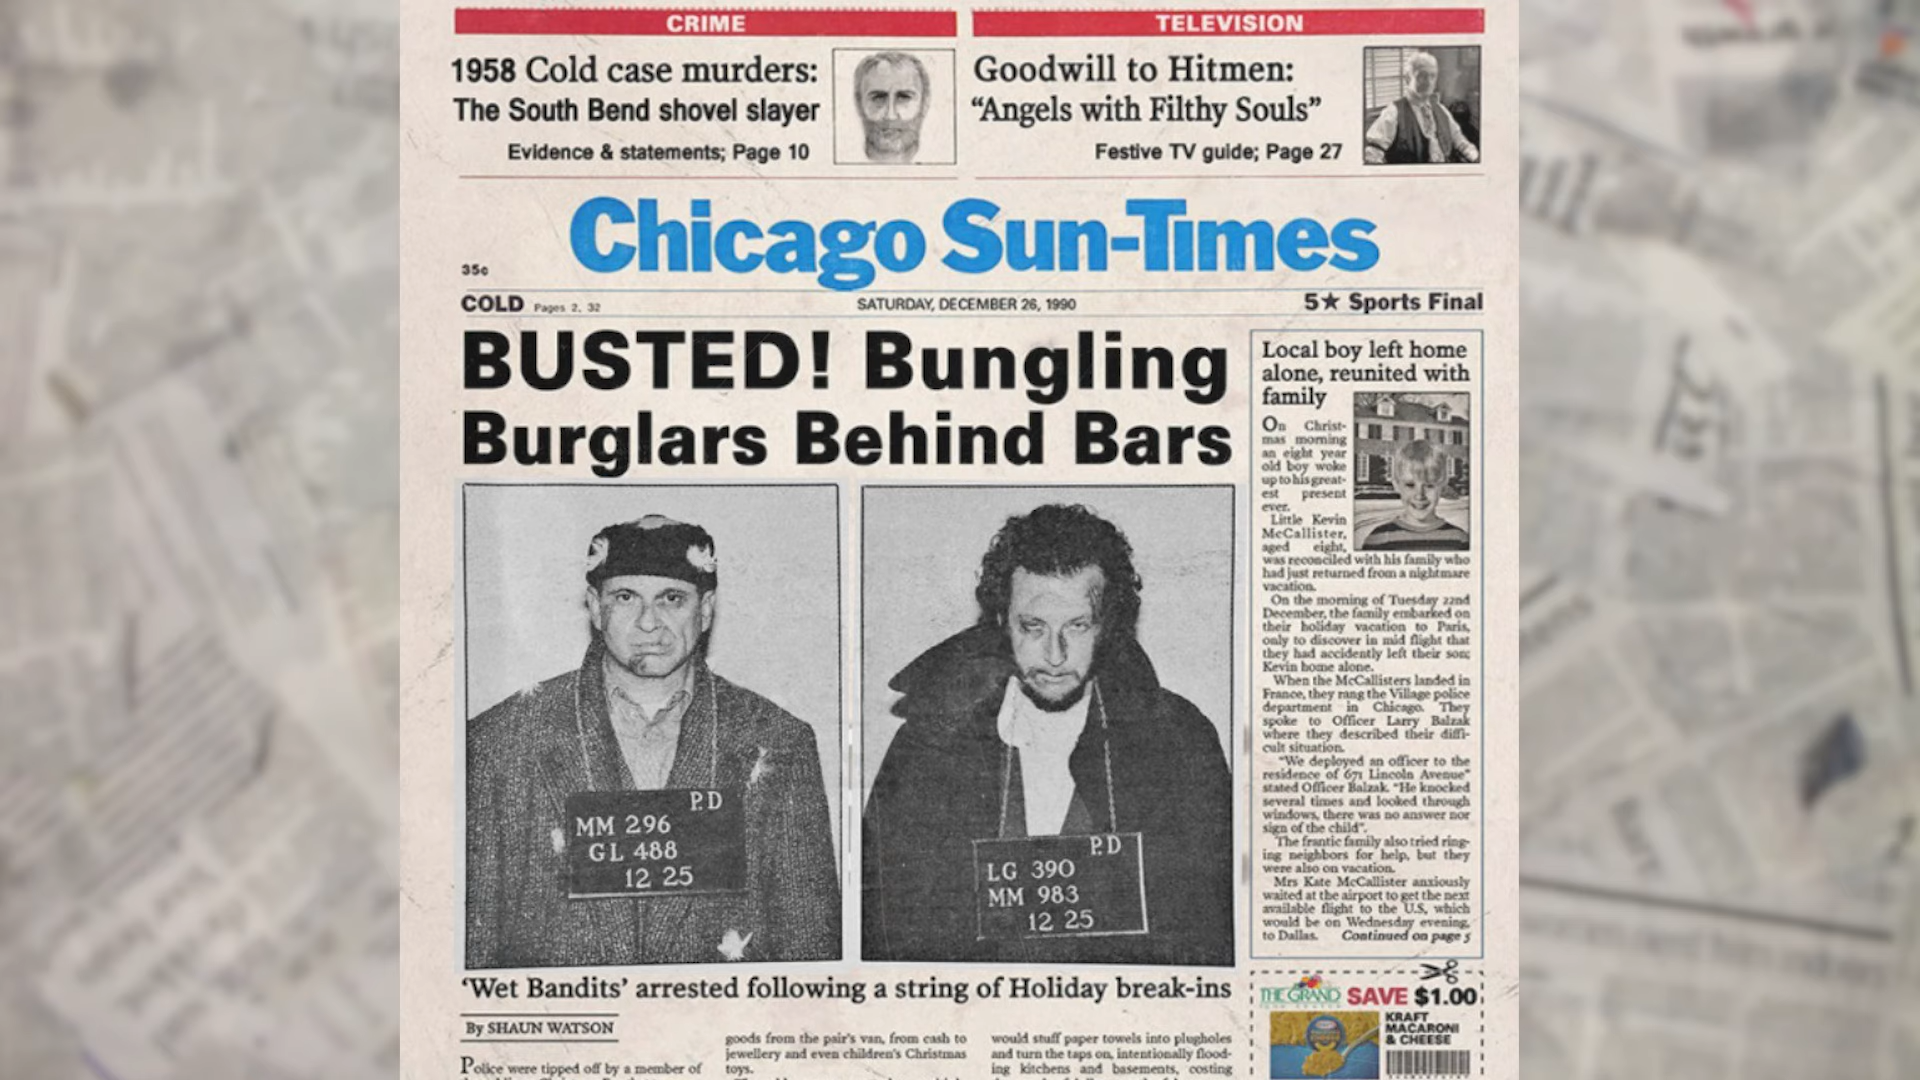 CRIME
1958 Cold case murders:
The South Bend shovel slayer
Evidence & statements; Page 10
TELEVISION
Goodwill to Hitmen:
“Angels with Filthy Souls”
Festive TV guide; Page 27
Chicago Sun-Times
35¢
COLD Pages 2, 32
SATURDAY, DECEMBER 26, 1990
5★ Sports Final
BUSTED! Bungling
Burglars Behind Bars
P.D
MM 296
GL 488
12 25
P.D
LG 390
MM 983
12 25
‘Wet Bandits’ arrested following a string of Holiday break-ins
By SHAUN WATSON
Police were tipped off by a member of
goods from the pair’s van, from cash to
jewellery and even children’s Christmas
toys.
would stuff paper towels into plugholes
and turn the taps on, intentionally flood-
ing kitchens and basements, costing
Local boy left home
alone, reunited with
family
On Christ-
mas morning
an eight year
old boy woke
up to his great-
est present
ever.
Little Kevin
McCallister,
aged eight,
was reconciled with his family who
had just returned from a nightmare
vacation.
On the morning of Tuesday 22nd
December, the family embarked on
their holiday vacation to Paris,
only to discover in mid flight that
they had accidently left their son;
Kevin home alone.
When the McCallisters landed in
France, they rang the Village police
department in Chicago. They
spoke to Officer Larry Balzak
where they described their diffi-
cult situation.
“We deployed an officer to the
residence of 671 Lincoln Avenue”
stated Officer Balzak. “He knocked
several times and looked through
windows, there was no answer nor
sign of the child”.
The frantic family also tried ring-
ing neighbors for help, but they
were also on vacation.
Mrs Kate McCallister anxiously
waited at the airport to get the next
available flight to the U.S, which
would be on Wednesday evening,
to Dallas. Continued on page 5
THE GRAND
SAVE $1.00
KRAFT
MACARONI
& CHEESE